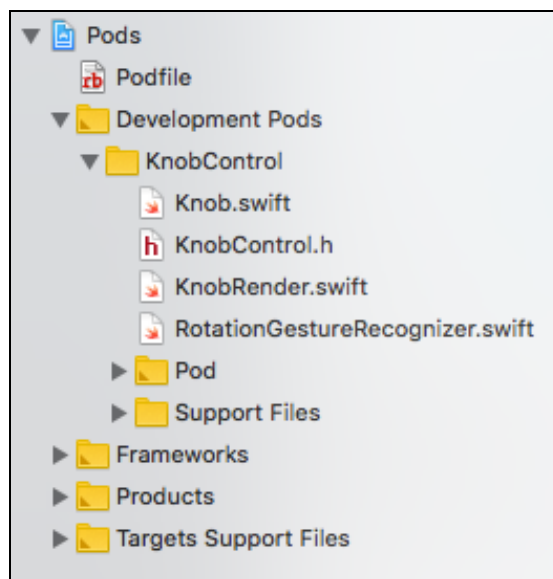 Pods
rb Podfile
Development Pods
KnobControl
Knob.swift
h KnobControl.h
KnobRender.swift
RotationGestureRecognizer.swift
Pod
Support Files
Frameworks
Products
Targets Support Files